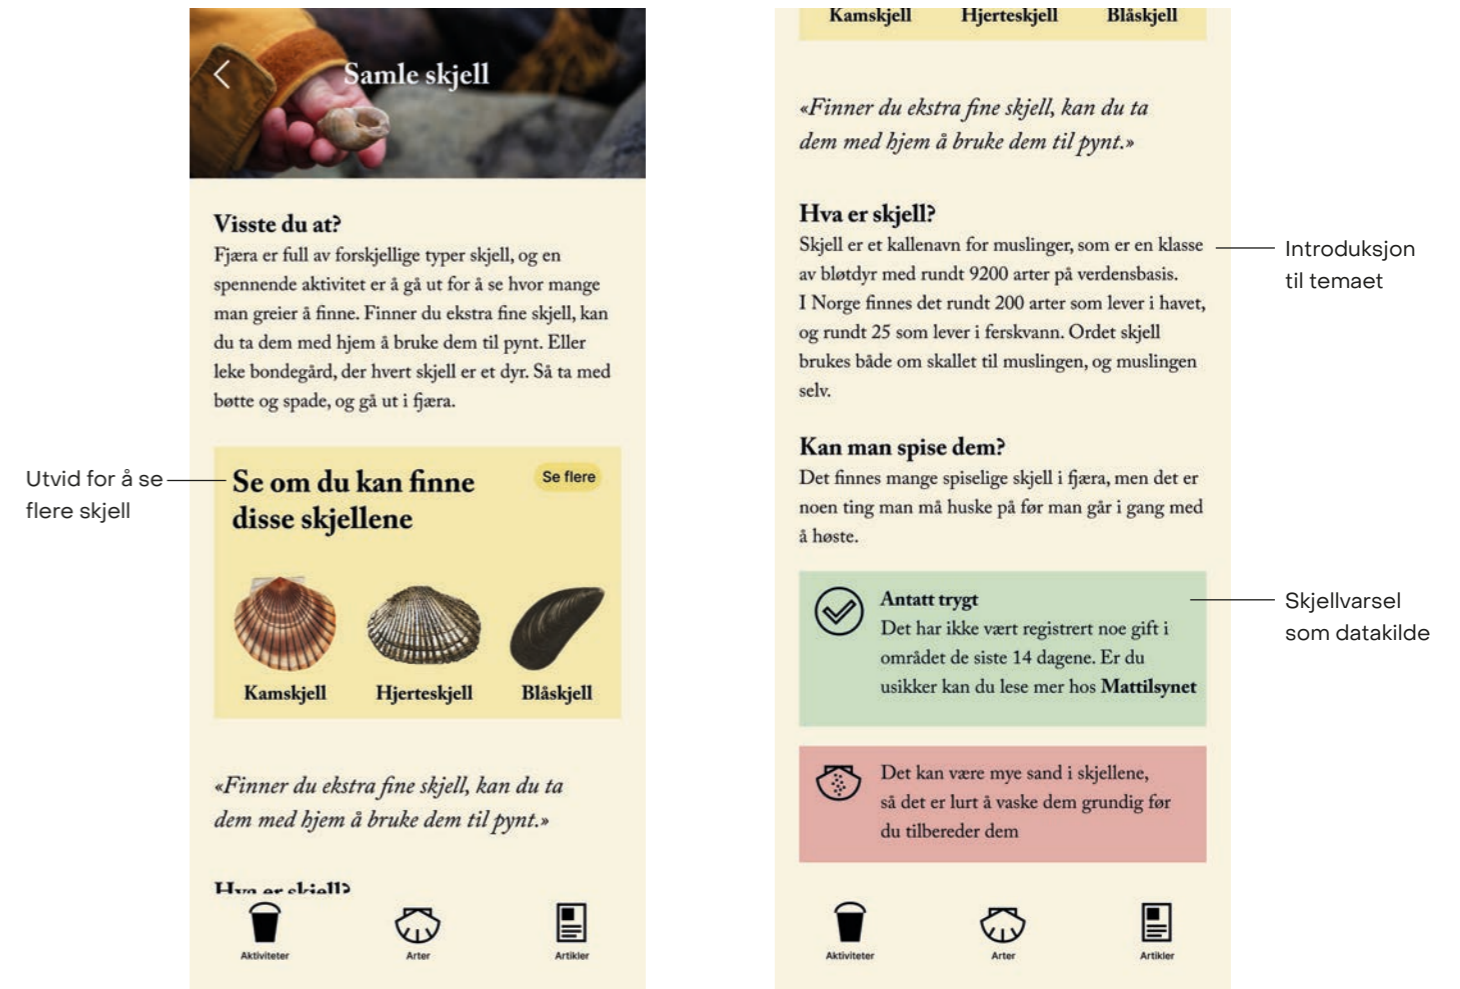 Samle skjell
Visste du at?
Fjæra er full av forskjellige typer skjell, og en
spennende aktivitet er å gå ut for å se hvor mange
man greier å finne. Finner du ekstra fine skjell, kan
du ta dem med hjem å bruke dem til pynt. Eller
leke bondegård, der hvert skjell er et dyr. Så ta med
bøtte og spade, og gå ut i fjæra.
Utvid for å se
flere skjell
Se om du kan finne
disse skjellene
Se flere
Kamskjell Hjerteskjell Blåskjell
«Finner du ekstra fine skjell, kan du ta
dem med hjem å bruke dem til pynt.»
Hva er skjell?
Aktiviteter Arter Artikler
Kamskjell Hjerteskjell Blåskjell
«Finner du ekstra fine skjell, kan du ta
dem med hjem å bruke dem til pynt.»
Hva er skjell?
Skjell er et kallenavn for muslinger, som er en klasse
av bløtdyr med rundt 9200 arter på verdensbasis.
I Norge finnes det rundt 200 arter som lever i havet,
og rundt 25 som lever i ferskvann. Ordet skjell
brukes både om skallet til muslingen, og muslingen
selv.
Introduksjon
til temaet
Kan man spise dem?
Det finnes mange spiselige skjell i fjæra, men det er
noen ting man må huske på før man går i gang med
å høste.
Antatt trygt
Det har ikke vært registrert noe gift i
området de siste 14 dagene. Er du
usikker kan du lese mer hos Mattilsynet
Skjellvarsel
som datakilde
Det kan være mye sand i skjellene,
så det er lurt å vaske dem grundig før
du tilbereder dem
Aktiviteter Arter Artikler